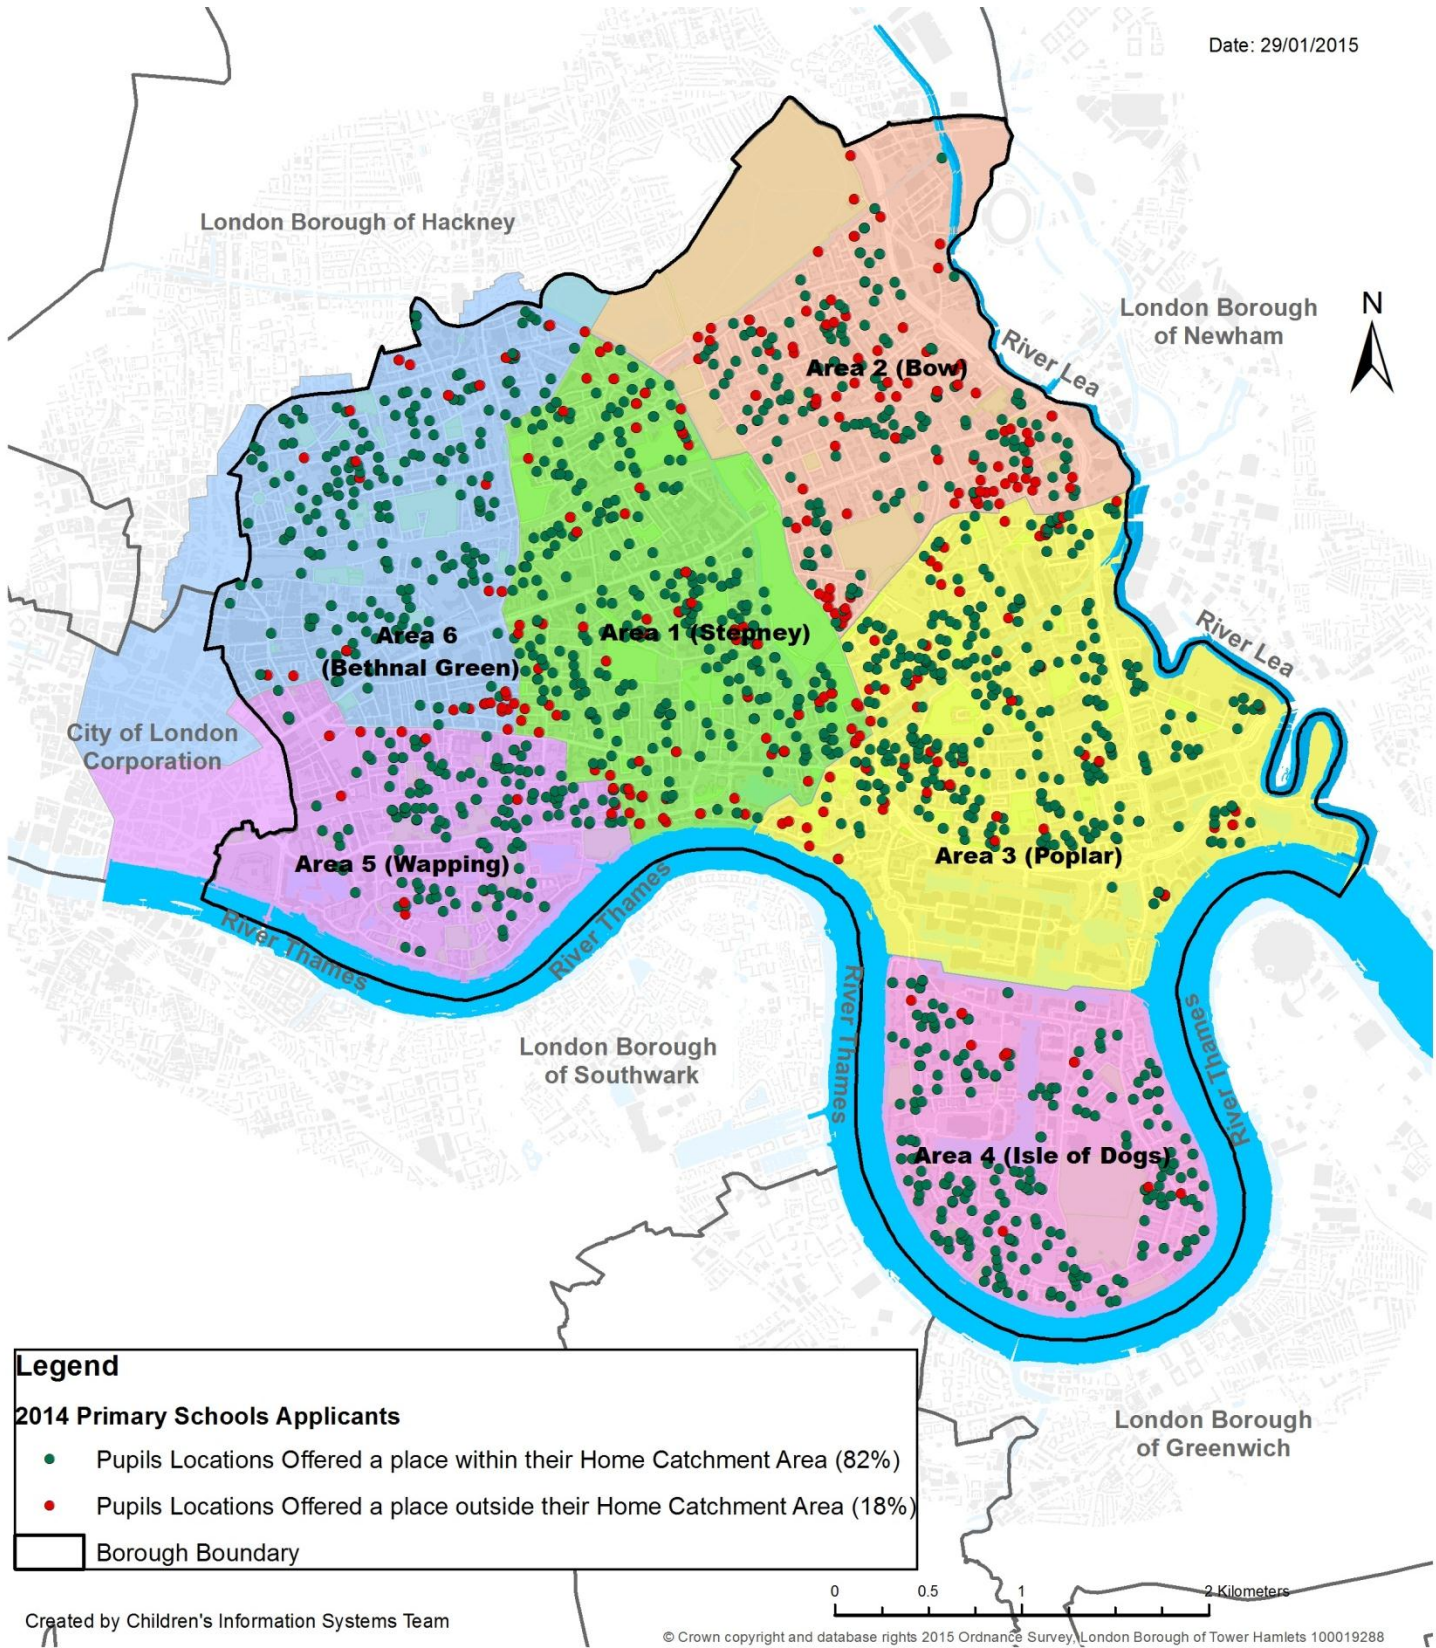 Date: 29/01/2015
London Borough of Hackney
London Borough
of Newham
N
River Lea
Area 2 (Bow)
River Lea
Area 6
(Bethnal Green)
Area 1 (Stepney)
City of London
Corporation
Area 5 (Wapping)
Area 3 (Poplar)
River Thames
River Thames
River Thames
River Thames
River Thames
London Borough
of Southwark
Area 4 (Isle of Dogs)
Legend
2014 Primary Schools Applicants
Pupils Locations Offered a place within their Home Catchment Area (82%)
Pupils Locations Offered a place outside their Home Catchment Area (18%)
Borough Boundary
London Borough
of Greenwich
0 0.5 1 2 Kilometers
Created by Children's Information Systems Team
© Crown copyright and database rights 2015 Ordnance Survey, London Borough of Tower Hamlets 100019288